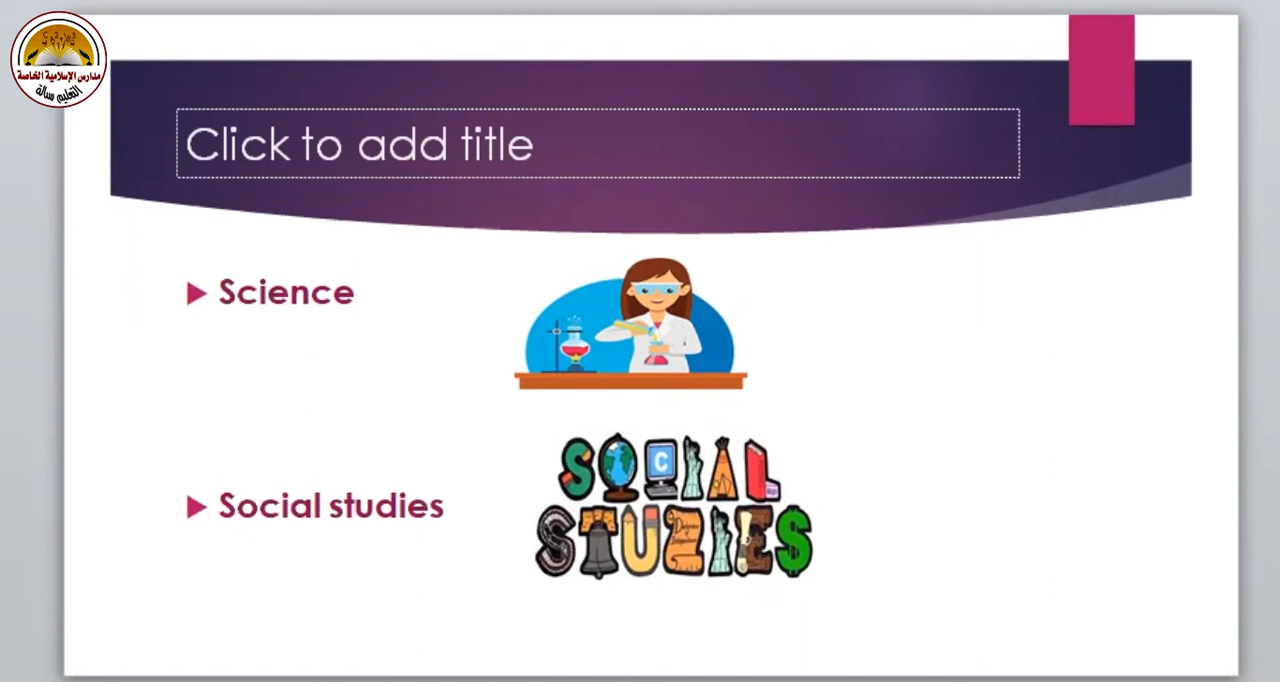 مدارس الإسلامية الخاصة
التعليم رسالة
Click to add title
Science
SOCIAL
STUDIES
Social studies